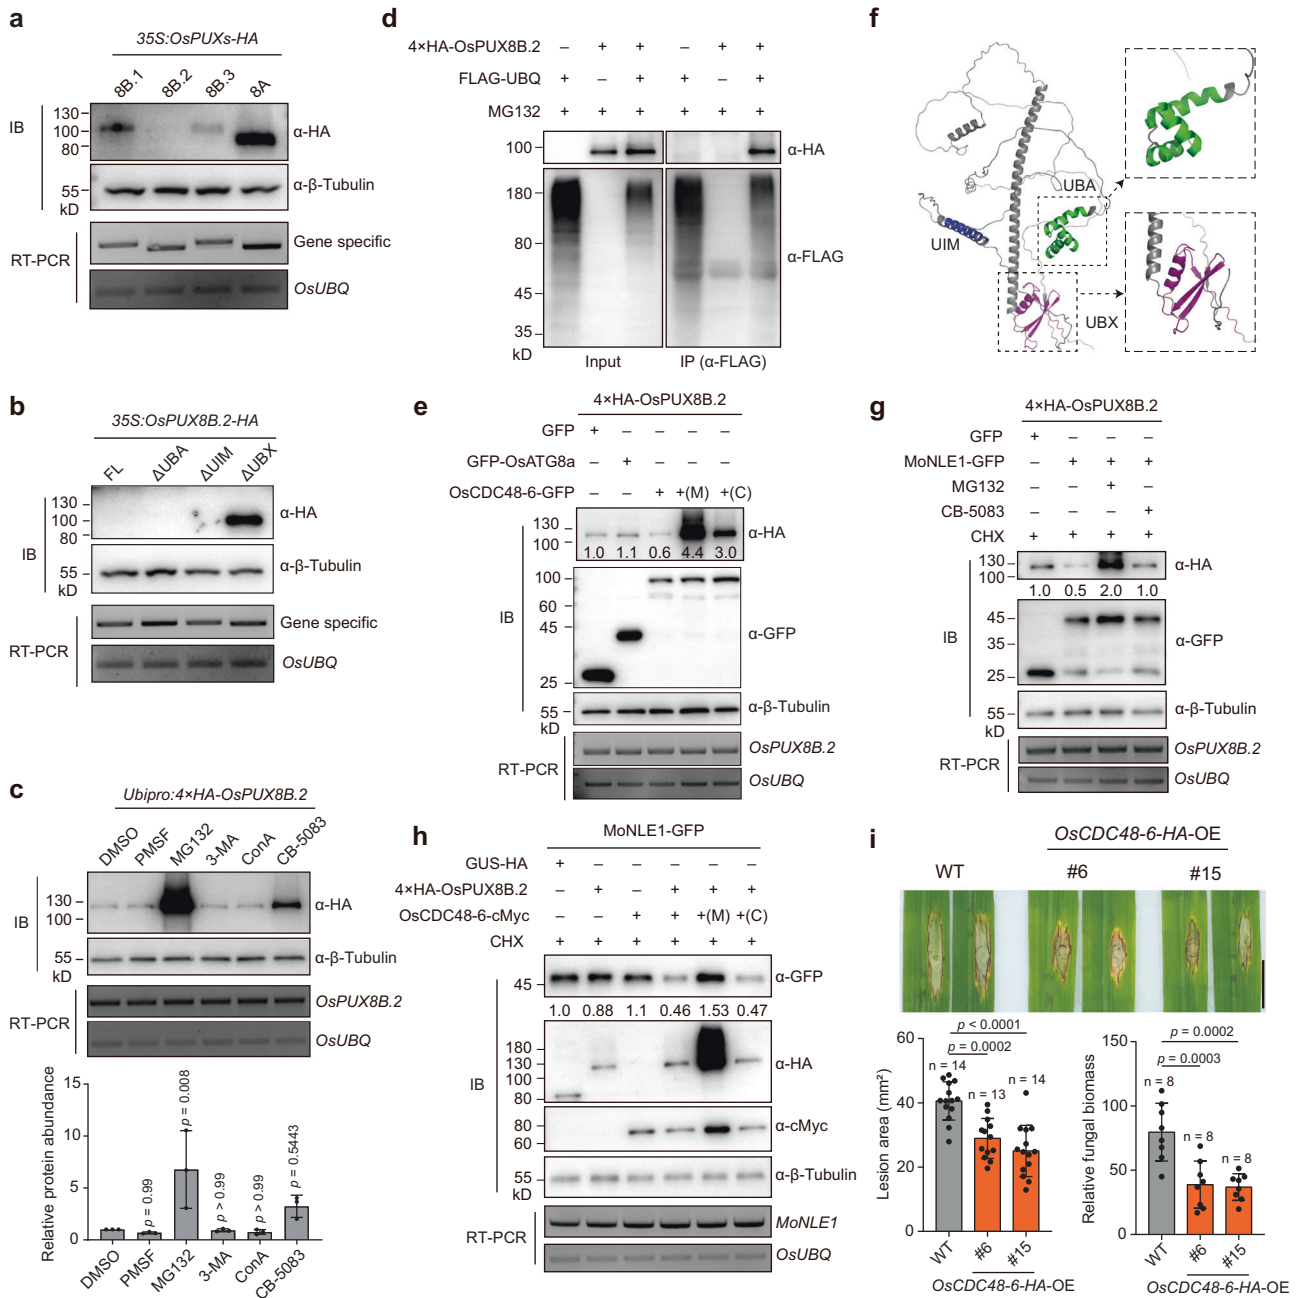 a
35S:OsPUXs-HA
8B.1 8B.2 8B.3 8A
IB
130
100
80
α-HA
55
kD
α-β-Tubulin
RT-PCR
Gene specific
OsUBQ
b
35S:OsPUX8B.2-HA
FL ΔUBA ΔUIM ΔUBX
IB
130
100
80
α-HA
55
kD
α-β-Tubulin
RT-PCR
Gene specific
OsUBQ
c
Ubipro:4×HA-OsPUX8B.2
DMSO PMSF MG132 3-MA ConA CB-5083
IB
130
100
α-HA
55
kD
α-β-Tubulin
RT-PCR
OsPUX8B.2
OsUBQ
Relative protein abundance
15
10
5
0
p = 0.99
p = 0.008
p > 0.99
p > 0.99
p = 0.5443
DMSO PMSF MG132 3-MA ConA CB-5083
d
4×HA-OsPUX8B.2 – + + – + +
FLAG-UBQ + – + + – +
MG132 + + + + + +
100
α-HA
180
80
45
35
kD
α-FLAG
Input IP (α-FLAG)
e
4×HA-OsPUX8B.2
GFP + – – – –
GFP-OsATG8a – + – – –
OsCDC48-6-GFP – – + +(M) +(C)
IB
130
100
α-HA
1.0 1.1 0.6 4.4 3.0
100
60
45
25
α-GFP
55
kD
α-β-Tubulin
RT-PCR
OsPUX8B.2
OsUBQ
f
UBA
UIM
UBX
g
4×HA-OsPUX8B.2
GFP + – – –
MoNLE1-GFP – + + +
MG132 – – + –
CB-5083 – – – +
CHX + + + +
IB
130
100
α-HA
1.0 0.5 2.0 1.0
45
35
25
α-GFP
55
kD
α-β-Tubulin
RT-PCR
OsPUX8B.2
OsUBQ
h
MoNLE1-GFP
GUS-HA + – – – – –
4×HA-OsPUX8B.2 – + – + + +
OsCDC48-6-cMyc – – + + +(M) +(C)
CHX + + + + + +
IB
45
α-GFP
1.0 0.88 1.1 0.46 1.53 0.47
180
130
100
80
α-HA
80
60
α-cMyc
55
kD
α-β-Tubulin
RT-PCR
MoNLE1
OsUBQ
i
OsCDC48-6-HA-OE
WT #6 #15
Lesion area (mm²)
60
40
20
0
p < 0.0001
p = 0.0002
n = 14
n = 13
n = 14
WT #6 #15
OsCDC48-6-HA-OE
Relative fungal biomass
150
100
50
0
p = 0.0002
p = 0.0003
n = 8
n = 8
n = 8
WT #6 #15
OsCDC48-6-HA-OE